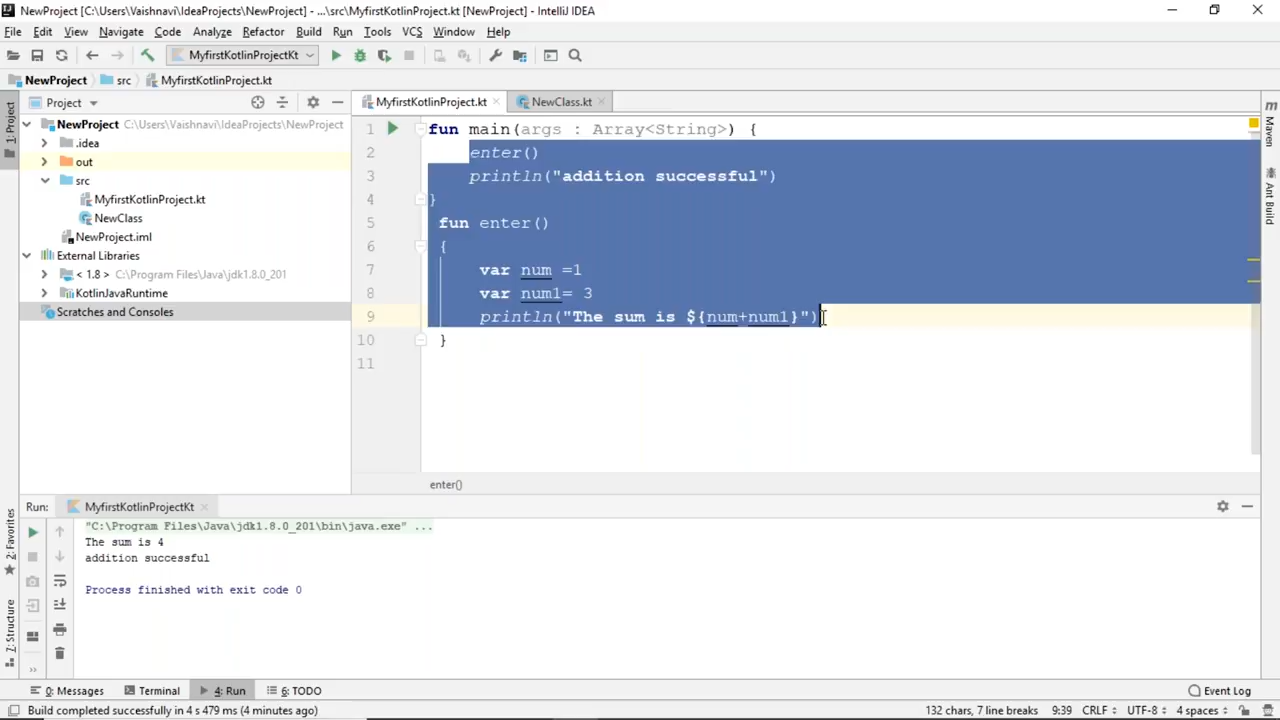 NewProject [C:\Users\Vaishnavi\IdeaProjects\NewProject] - ...\src\MyfirstKotlinProject.kt [NewProject] - IntelliJ IDEA
File Edit View Navigate Code Analyze Refactor Build Run Tools VCS Window Help
MyfirstKotlinProjectKt
NewProject src MyfirstKotlinProject.kt
Project
MyfirstKotlinProject.kt NewClass.kt
1: Project
NewProject C:\Users\Vaishnavi\IdeaProjects\NewProject
.idea
out
src
MyfirstKotlinProject.kt
NewClass
NewProject.iml
External Libraries
< 1.8 > C:\Program Files\Java\jdk1.8.0_201
KotlinJavaRuntime
Scratches and Consoles
1 fun main(args : Array<String>) {
2 enter()
3 println("addition successful")
4 }
5 fun enter()
6 {
7 var num =1
8 var num1= 3
9 println("The sum is ${num+num1}")
10 }
11
enter()
m Maven
Ant Build
Run: MyfirstKotlinProjectKt
"C:\Program Files\Java\jdk1.8.0_201\bin\java.exe" ...
The sum is 4
addition successful
Process finished with exit code 0
2: Favorites
7: Structure
0: Messages Terminal 4: Run 6: TODO Event Log
Build completed successfully in 4 s 479 ms (4 minutes ago) 132 chars, 7 line breaks 9:39 CRLF UTF-8 4 spaces